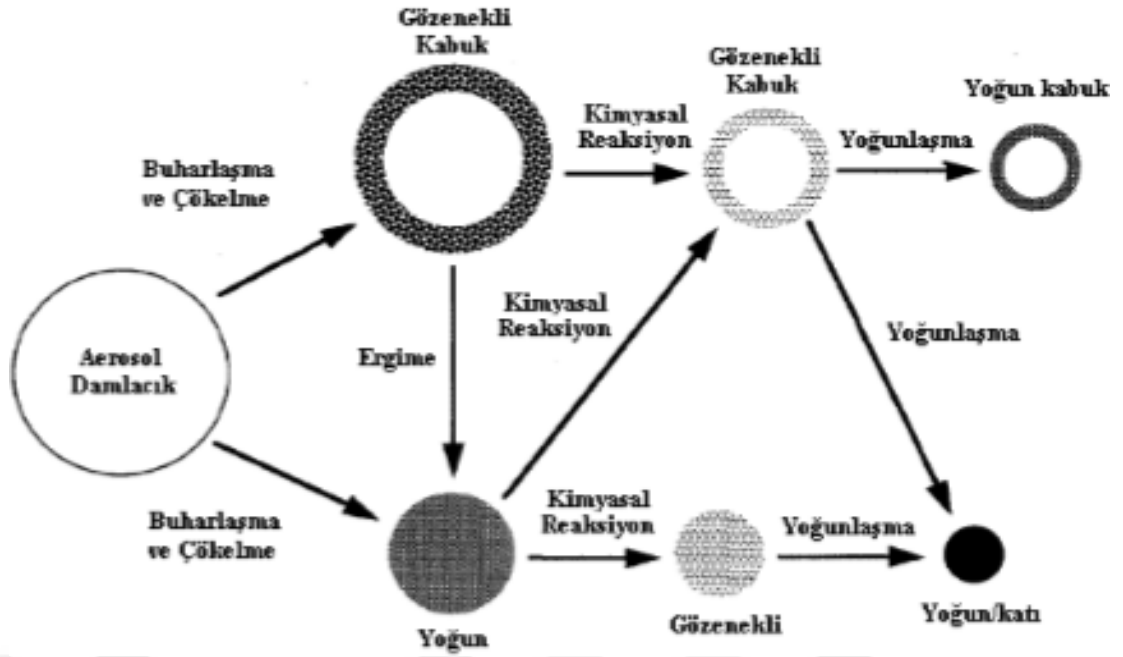 Gözenekli
Kabuk
Gözenekli
Kabuk
Yoğun kabuk
Kimyasal
Reaksiyon
Yoğunlaşma
Buharlaşma
ve Çökelme
Kimyasal
Reaksiyon
Ergime
Yoğunlaşma
Aerosol
Damlacık
Buharlaşma
ve Çökelme
Kimyasal
Reaksiyon
Yoğunlaşma
Yoğun
Gözenekli
Yoğun/katı